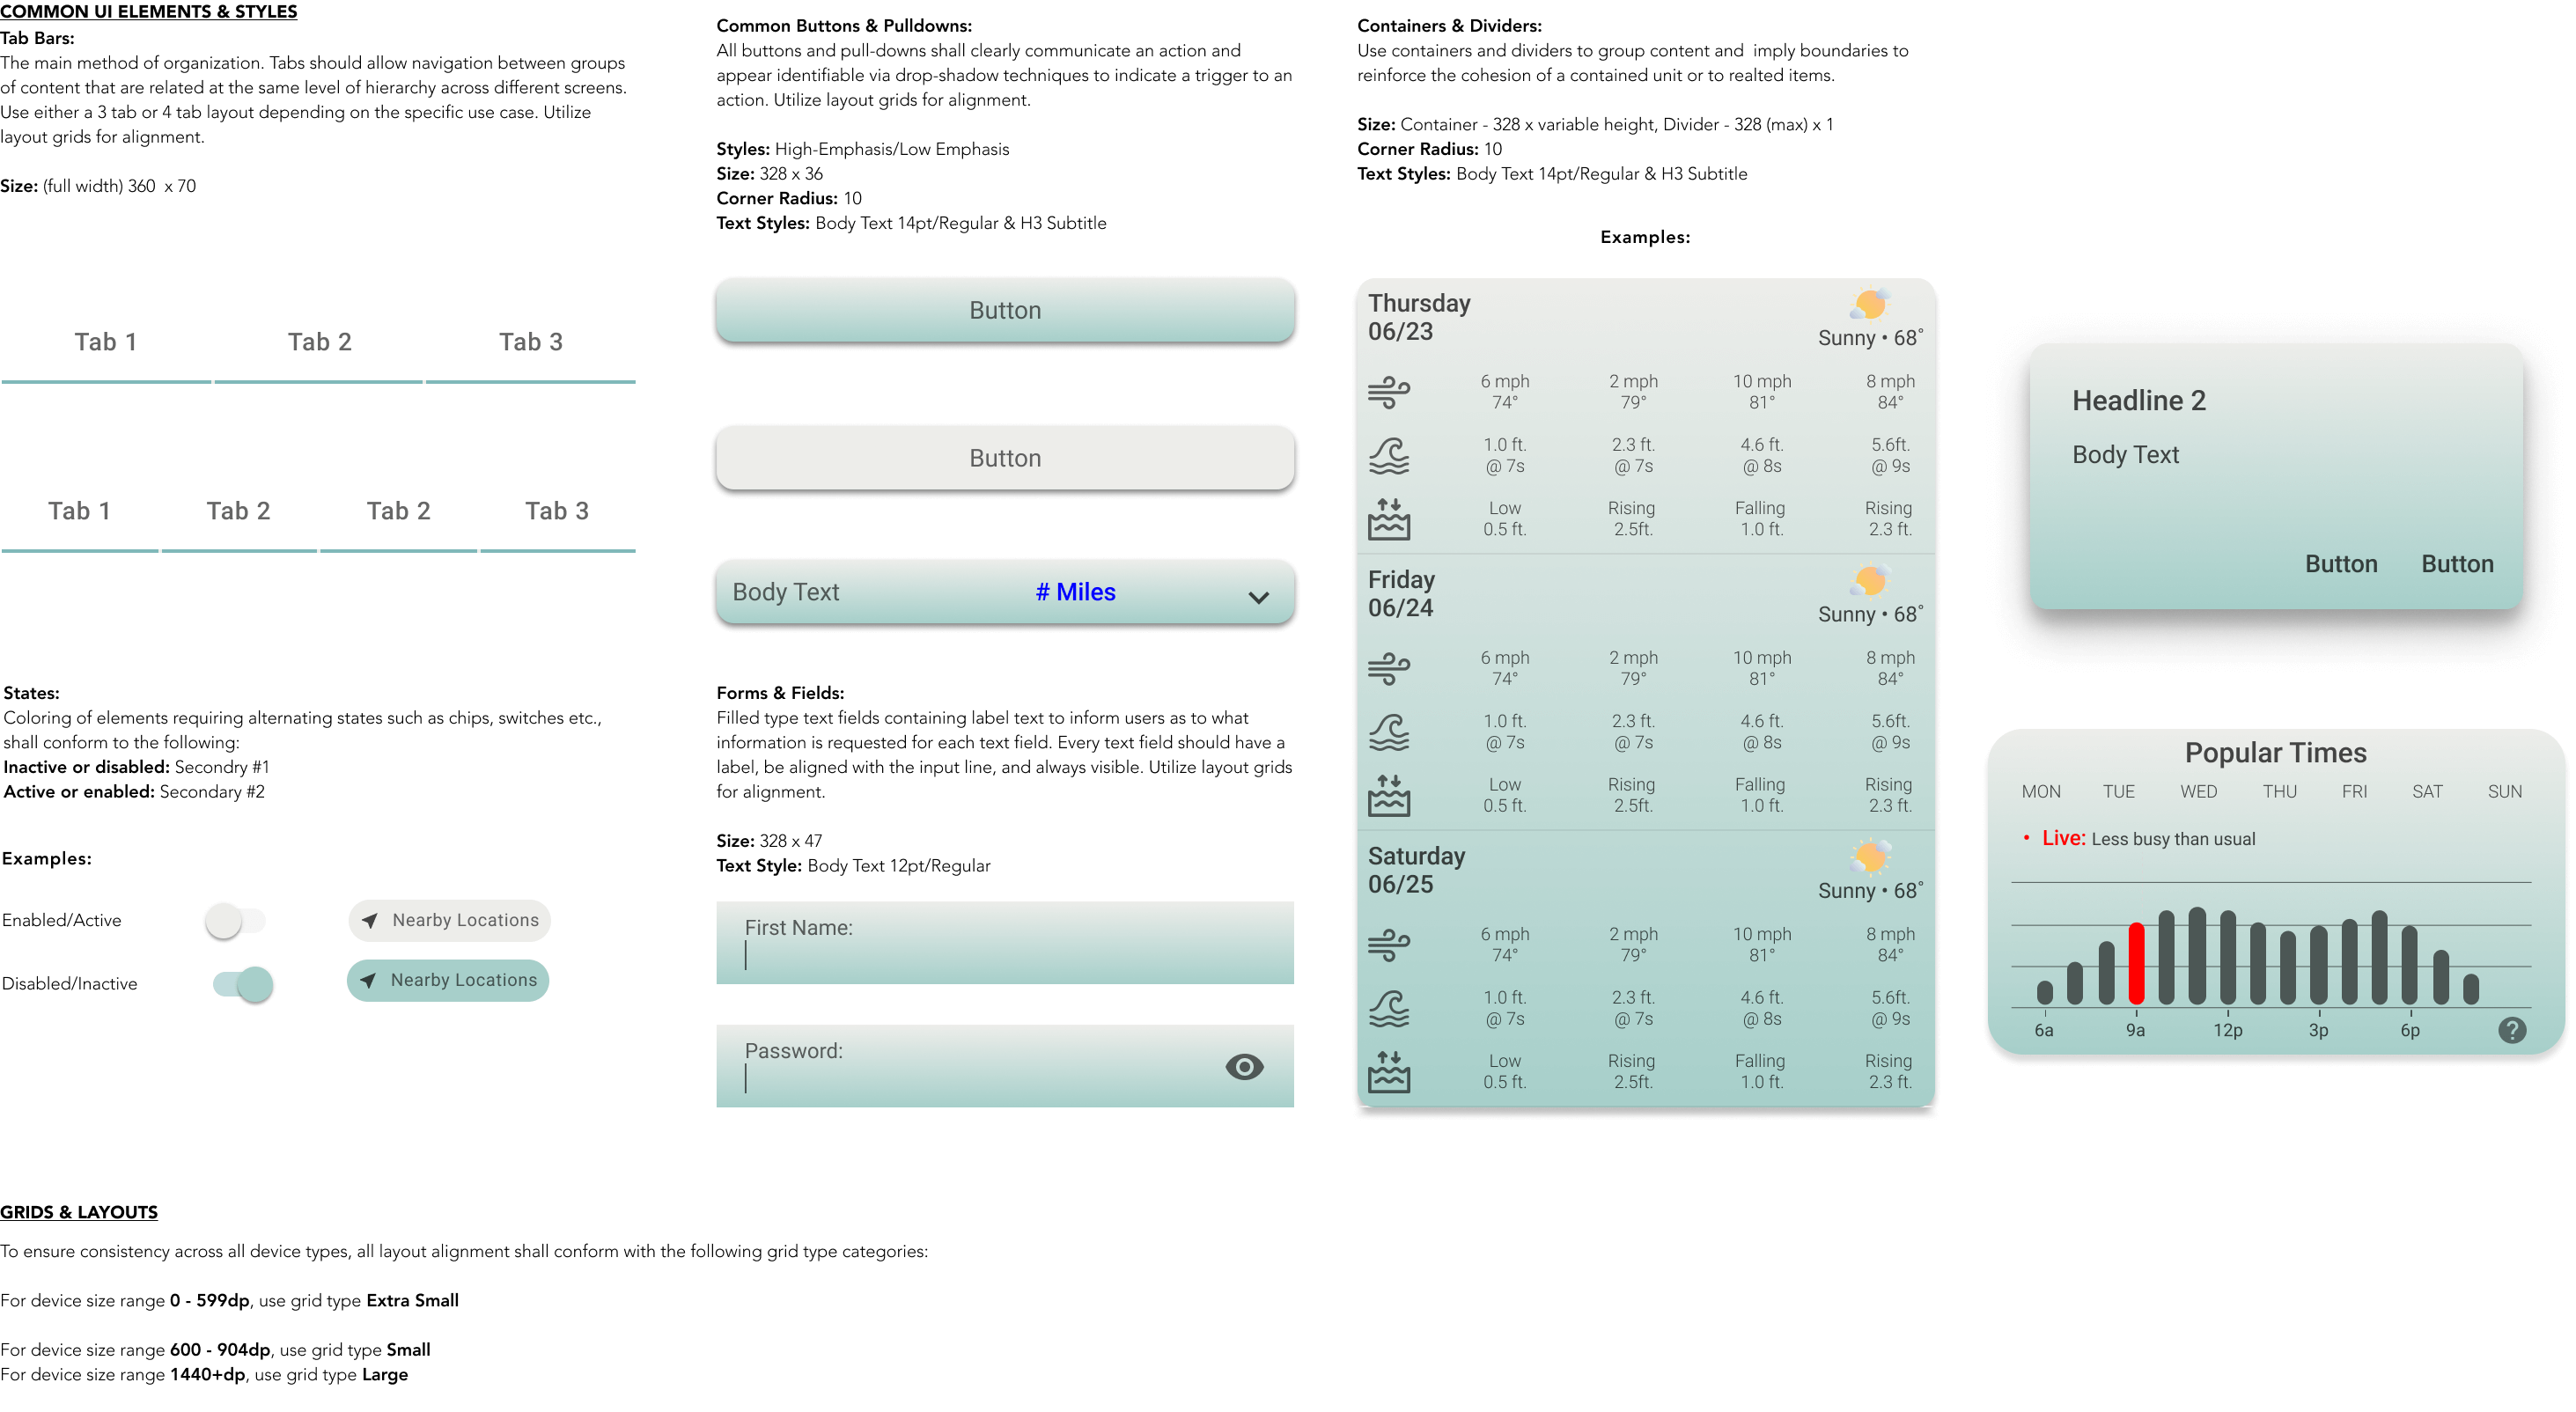 COMMON UI ELEMENTS & STYLES
Tab Bars:
The main method of organization. Tabs should allow navigation between groups
of content that are related at the same level of hierarchy across different screens.
Use either a 3 tab or 4 tab layout depending on the specific use case. Utilize
layout grids for alignment.
Size: (full width) 360 x 70
Tab 1 Tab 2 Tab 3
Tab 1 Tab 2 Tab 2 Tab 3
States:
Coloring of elements requiring alternating states such as chips, switches etc.,
shall conform to the following:
Inactive or disabled: Secondry #1
Active or enabled: Secondary #2
Examples:
Enabled/Active Nearby Locations
Disabled/Inactive Nearby Locations
Common Buttons & Pulldowns:
All buttons and pull-downs shall clearly communicate an action and
appear identifiable via drop-shadow techniques to indicate a trigger to an
action. Utilize layout grids for alignment.
Styles: High-Emphasis/Low Emphasis
Size: 328 x 36
Corner Radius: 10
Text Styles: Body Text 14pt/Regular & H3 Subtitle
Button
Button
Body Text # Miles
Forms & Fields:
Filled type text fields containing label text to inform users as to what
information is requested for each text field. Every text field should have a
label, be aligned with the input line, and always visible. Utilize layout grids
for alignment.
Size: 328 x 47
Text Style: Body Text 12pt/Regular
First Name:
Password:
Containers & Dividers:
Use containers and dividers to group content and imply boundaries to
reinforce the cohesion of a contained unit or to realted items.
Size: Container - 328 x variable height, Divider - 328 (max) x 1
Corner Radius: 10
Text Styles: Body Text 14pt/Regular & H3 Subtitle
Examples:
Thursday
06/23
Sunny • 68°
6 mph 2 mph 10 mph 8 mph
74° 79° 81° 84°
1.0 ft. 2.3 ft. 4.6 ft. 5.6ft.
@ 7s @ 7s @ 8s @ 9s
Low Rising Falling Rising
0.5 ft. 2.5ft. 1.0 ft. 2.3 ft.
Friday
06/24
Sunny • 68°
6 mph 2 mph 10 mph 8 mph
74° 79° 81° 84°
1.0 ft. 2.3 ft. 4.6 ft. 5.6ft.
@ 7s @ 7s @ 8s @ 9s
Low Rising Falling Rising
0.5 ft. 2.5ft. 1.0 ft. 2.3 ft.
Saturday
06/25
Sunny • 68°
6 mph 2 mph 10 mph 8 mph
74° 79° 81° 84°
1.0 ft. 2.3 ft. 4.6 ft. 5.6ft.
@ 7s @ 7s @ 8s @ 9s
Low Rising Falling Rising
0.5 ft. 2.5ft. 1.0 ft. 2.3 ft.
Headline 2
Body Text
Button Button
Popular Times
MON TUE WED THU FRI SAT SUN
• Live: Less busy than usual
6a 9a 12p 3p 6p ?
GRIDS & LAYOUTS
To ensure consistency across all device types, all layout alignment shall conform with the following grid type categories:
For device size range 0 - 599dp, use grid type Extra Small
For device size range 600 - 904dp, use grid type Small
For device size range 1440+dp, use grid type Large